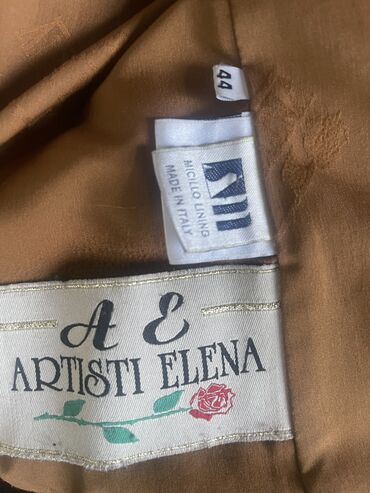 44
MICILLO LINING
MADE IN ITALY
A E
ARTISTI ELENA